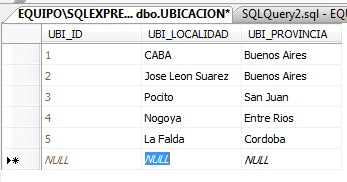 EQUIPO\SQLEXPRE... dbo.UBICACION* SQLQuery2.sql - EQU
UBI_ID UBI_LOCALIDAD UBI_PROVINCIA
1 CABA Buenos Aires
2 Jose Leon Suarez Buenos Aires
3 Pocito San Juan
4 Nogoya Entre Rios
5 La Falda Cordoba
NULL NULL NULL